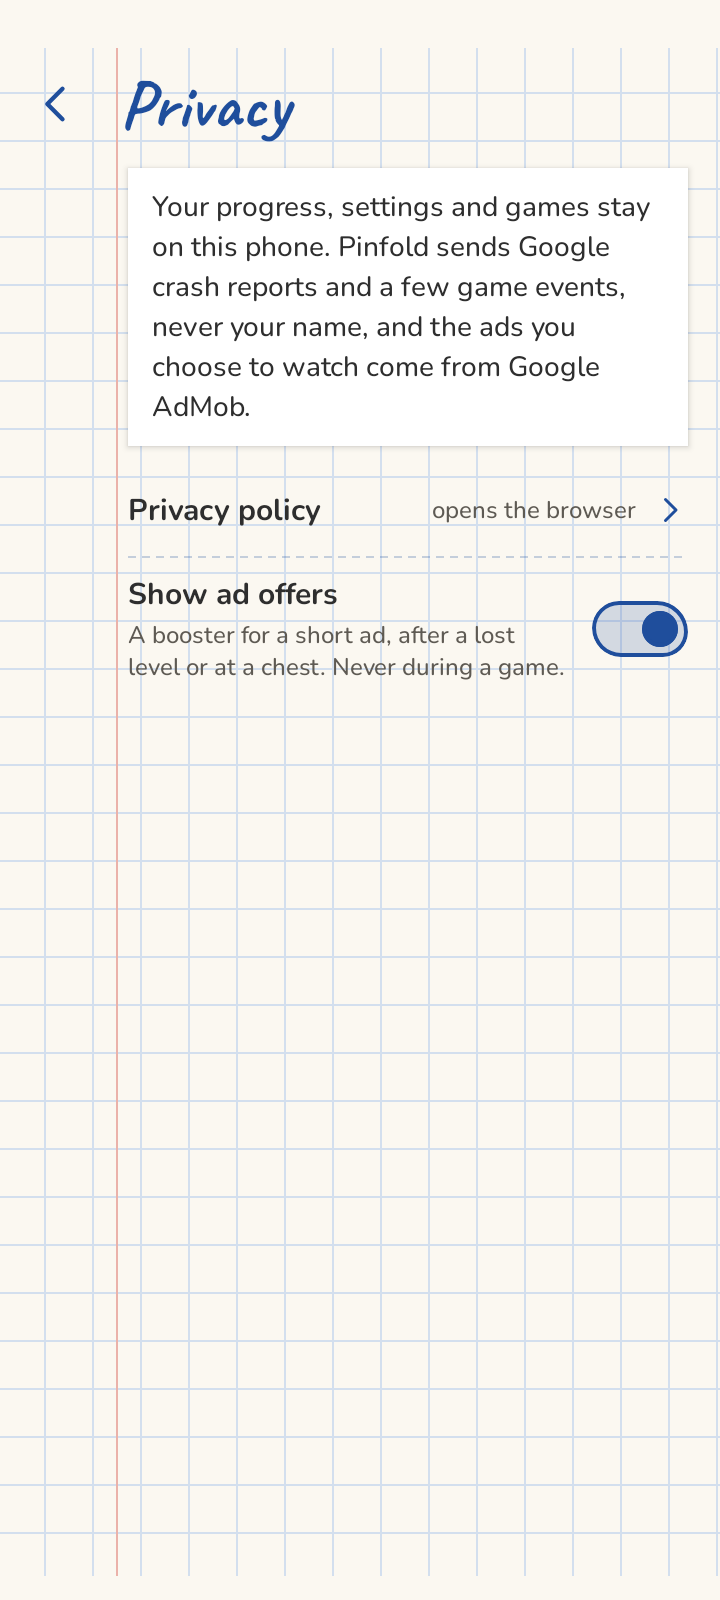 Privacy
Your progress, settings and games stay
on this phone. Pinfold sends Google
crash reports and a few game events,
never your name, and the ads you
choose to watch come from Google
AdMob.
Privacy policy opens the browser
Show ad offers
A booster for a short ad, after a lost
level or at a chest. Never during a game.